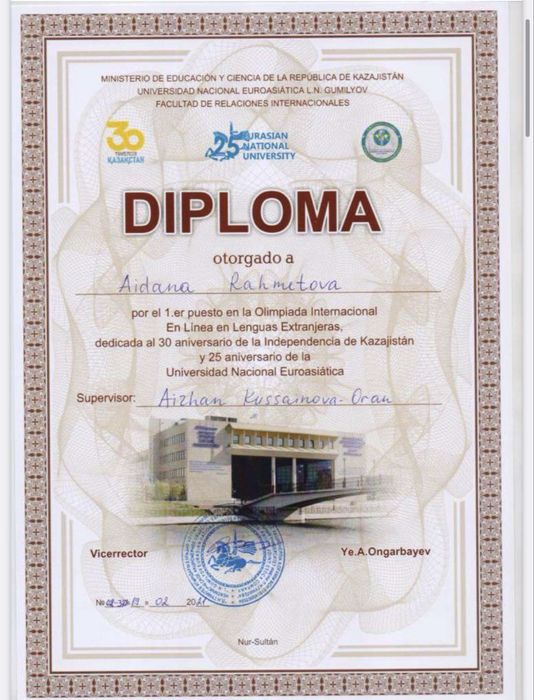 MINISTERIO DE EDUCACIÓN Y CIENCIA DE LA REPÚBLICA DE KAZAJISTÁN
UNIVERSIDAD NACIONAL EUROASIÁTICA L.N. GUMILYOV
FACULTAD DE RELACIONES INTERNACIONALES
30
ҚАЗАҚСТАН
25
EURASIAN
NATIONAL
UNIVERSITY
DIPLOMA
otorgado a
Aidana Rahmetova
por el 1.er puesto en la Olimpiada Internacional
En Línea en Lenguas Extranjeras,
dedicada al 30 aniversario de la Independencia de Kazajistán
y 25 aniversario de la
Universidad Nacional Euroasiática
Supervisor: Aizhan Kussainova-Oran
Vicerrector Ye.A.Ongarbayev
№ 02 2021
Nur-Sultán